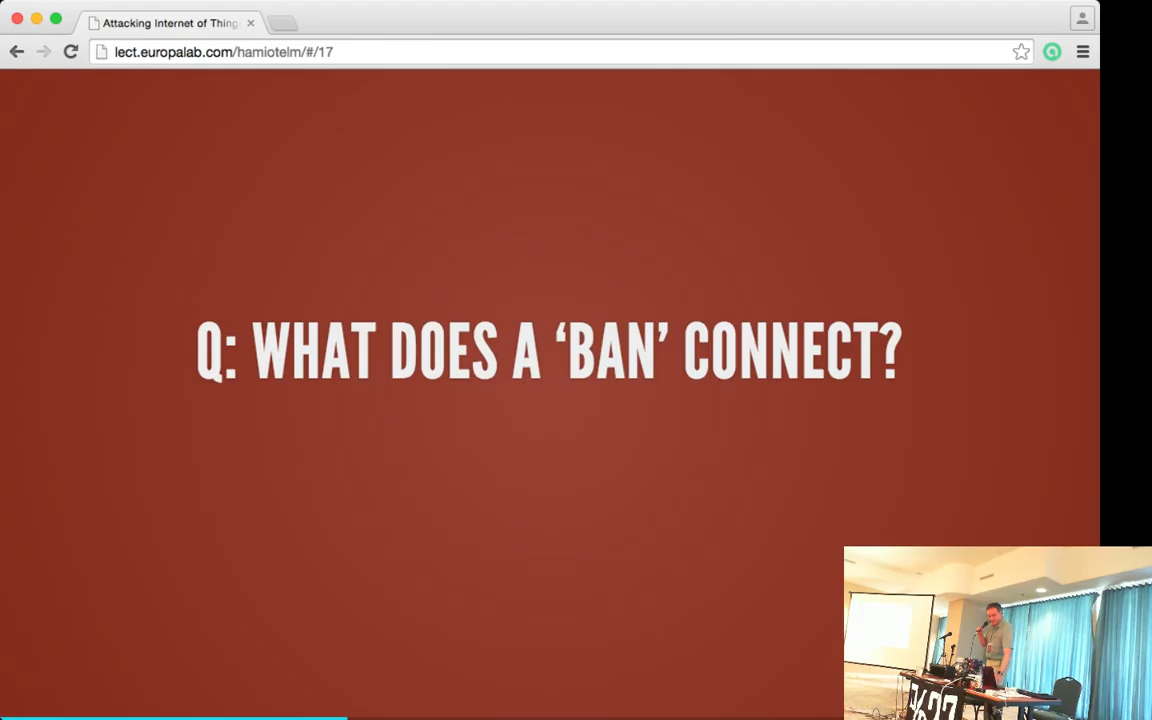 Attacking Internet of Thing
lect.europalab.com/hamiotelm/#/17
Q: WHAT DOES A ‘BAN’ CONNECT?